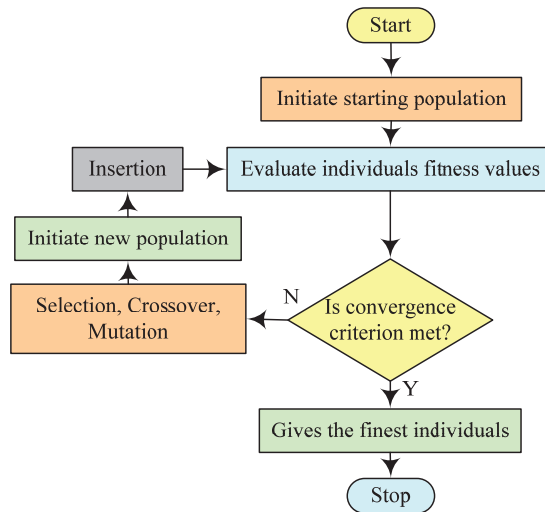 Start
Initiate starting population
Insertion
Evaluate individuals fitness values
Initiate new population
N
Is convergence
criterion met?
Selection, Crossover,
Mutation
Y
Gives the finest individuals
Stop